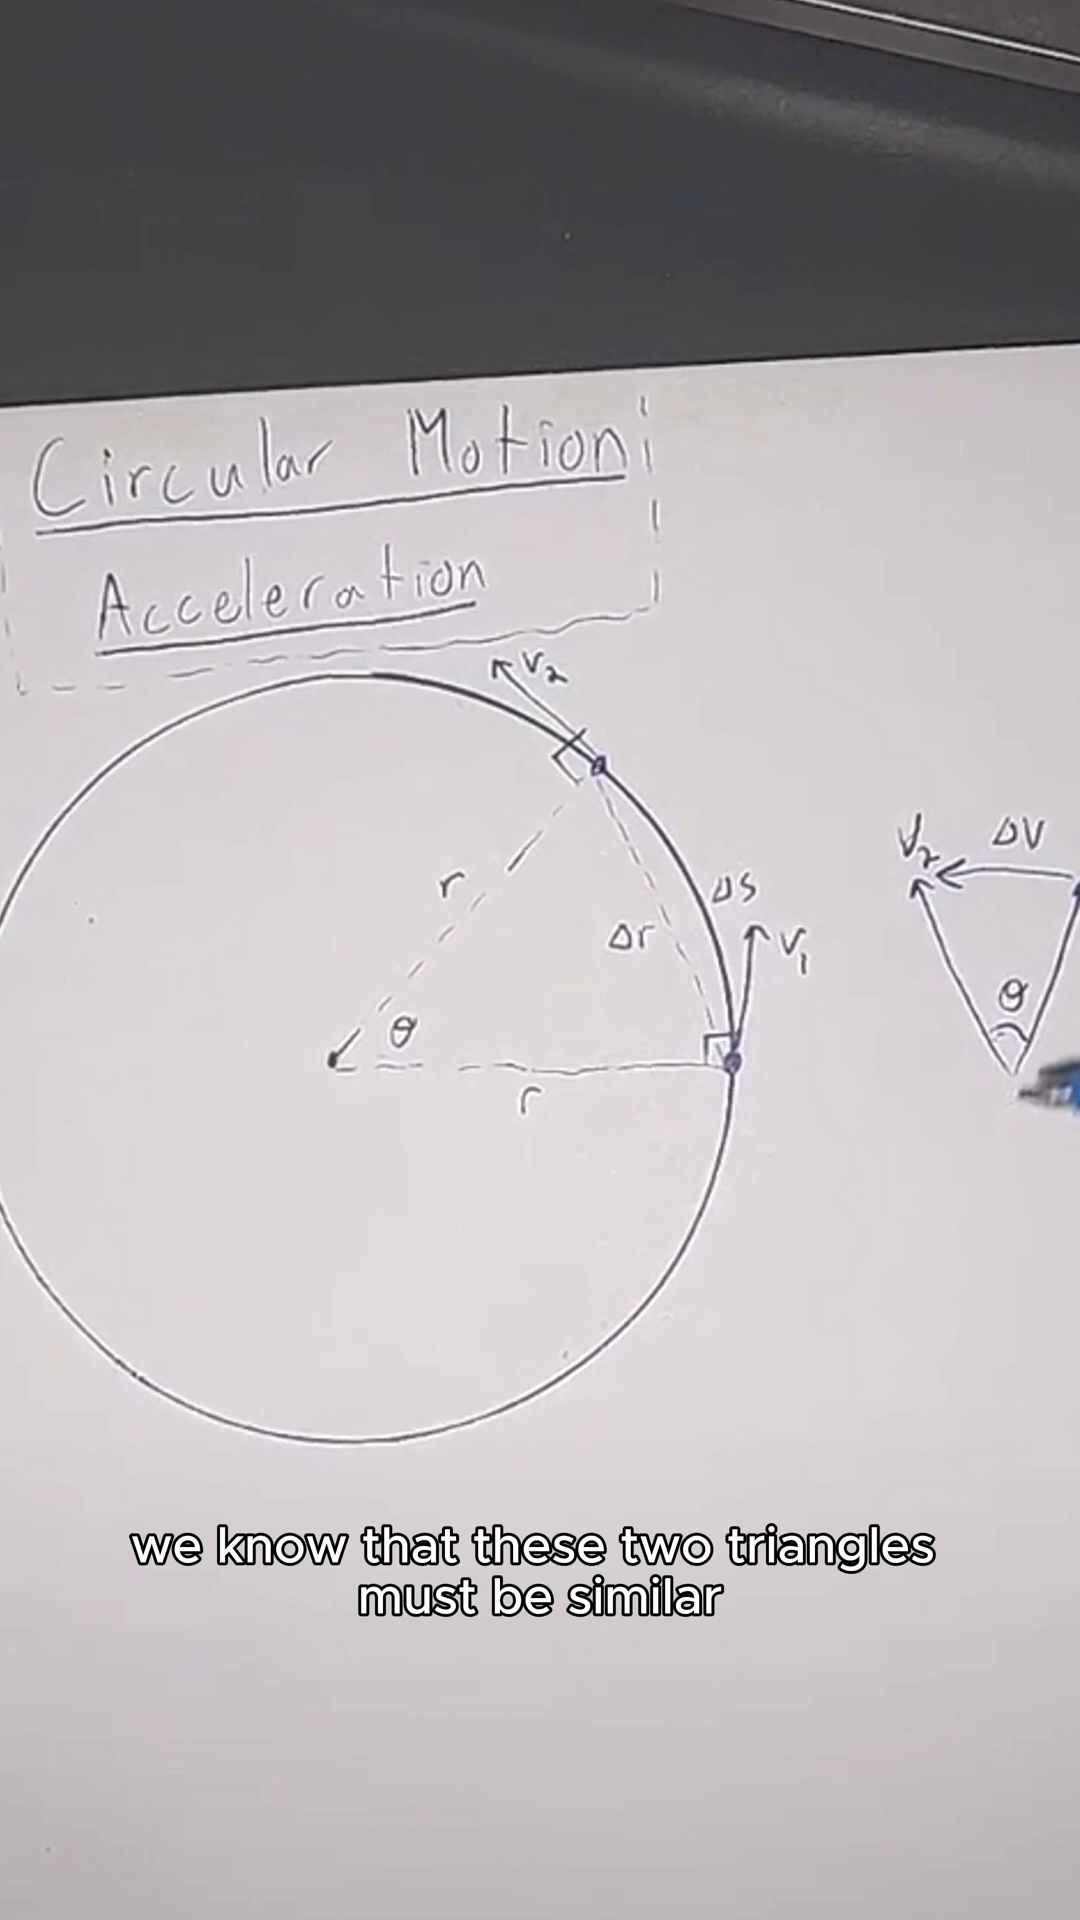 Circular Motion:
Acceleration
V₂
Δv
V₂
r
Δs
Δr
V₁
θ
θ
r
we know that these two triangles
must be similar